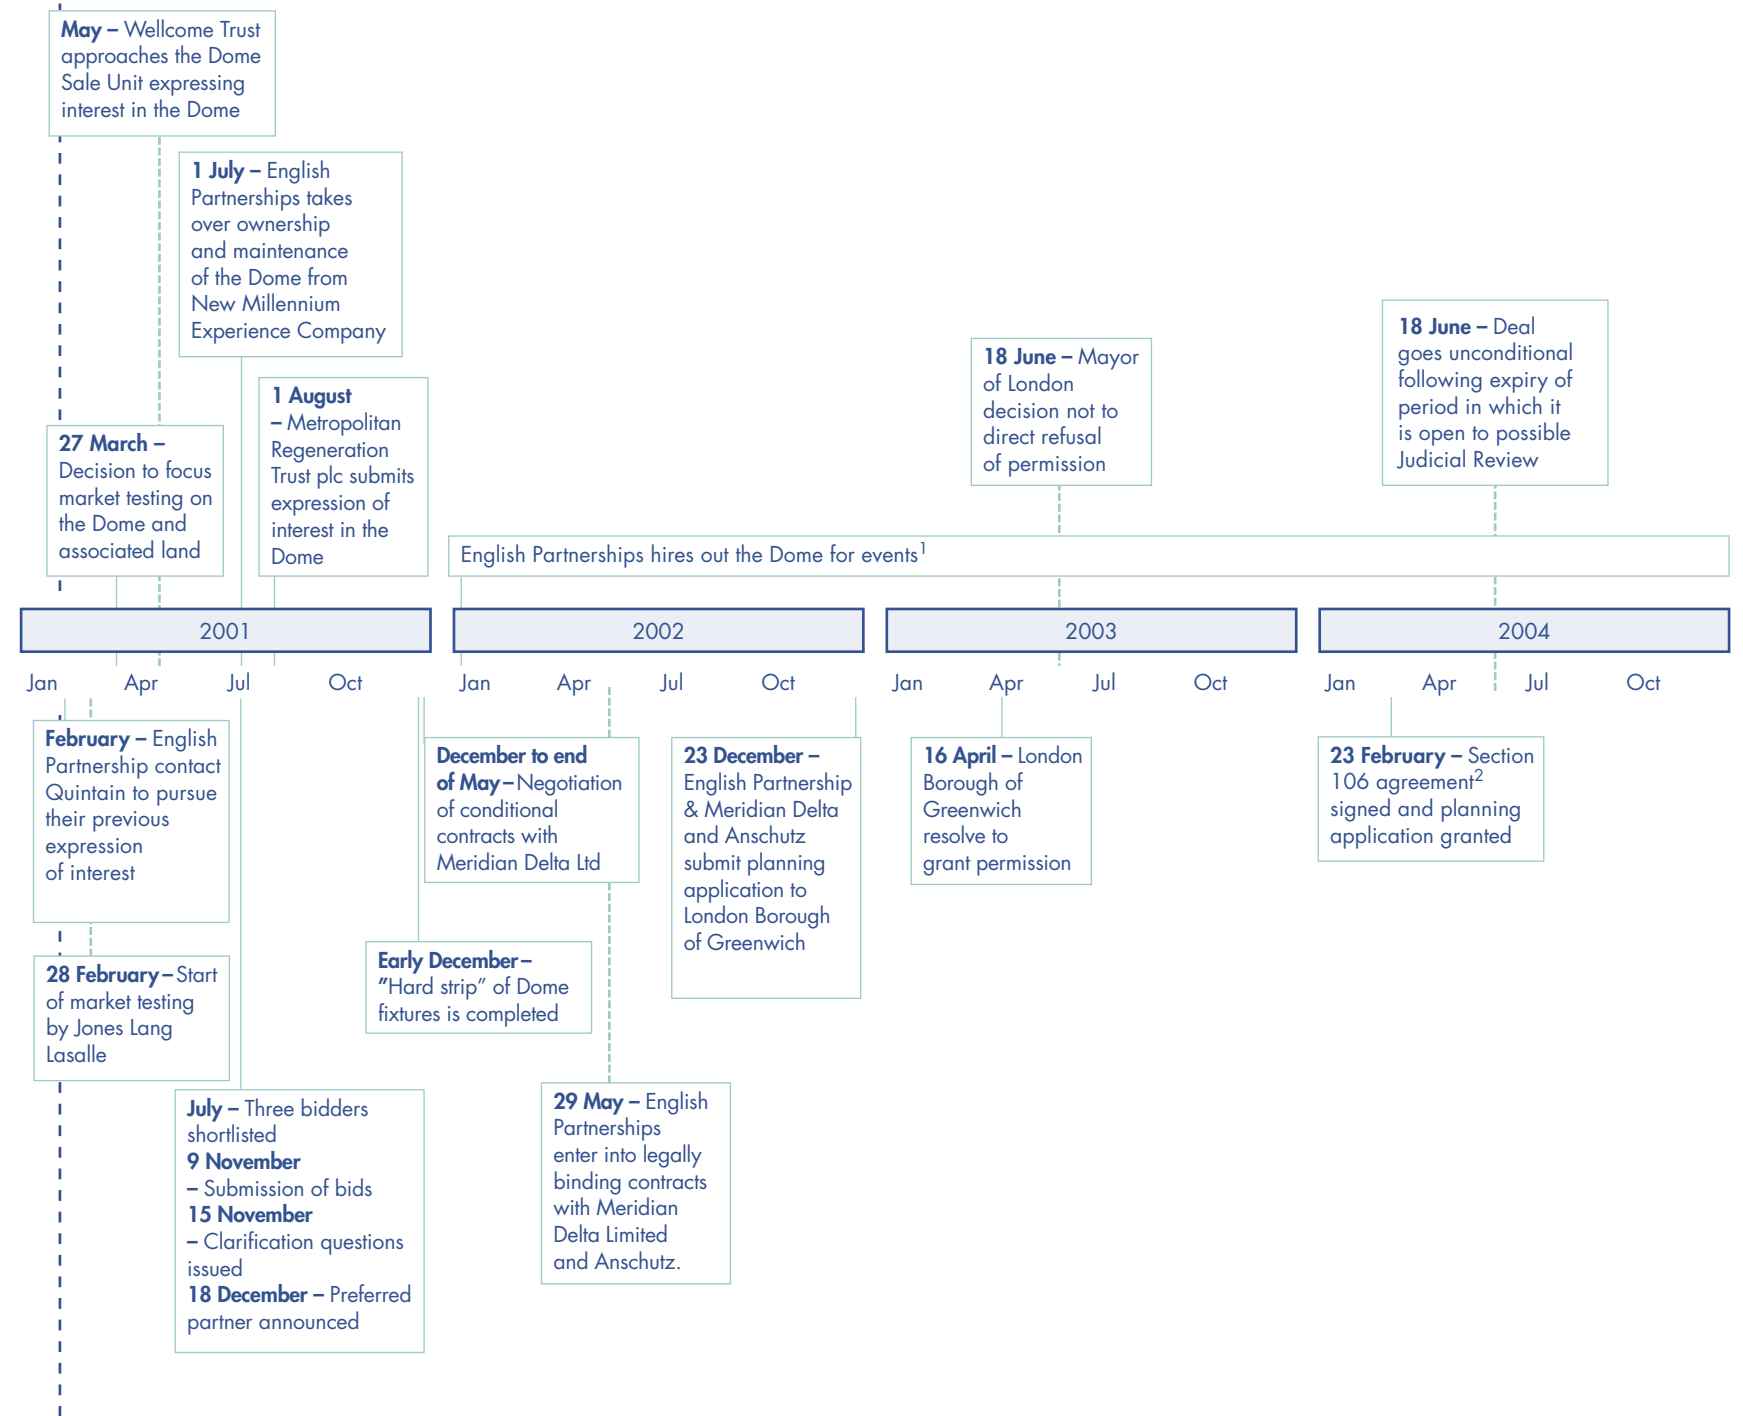 May – Wellcome Trust
approaches the Dome
Sale Unit expressing
interest in the Dome
1 July – English
Partnerships takes
over ownership
and maintenance
of the Dome from
New Millennium
Experience Company
27 March –
Decision to focus
market testing on
the Dome and
associated land
1 August
– Metropolitan
Regeneration
Trust plc submits
expression of
interest in the
Dome
18 June – Mayor
of London
decision not to
direct refusal
of permission
18 June – Deal
goes unconditional
following expiry of
period in which it
is open to possible
Judicial Review
English Partnerships hires out the Dome for events1
2001 2002 2003 2004
Jan Apr Jul Oct Jan Apr Jul Oct Jan Apr Jul Oct Jan Apr Jul Oct
February – English
Partnership contact
Quintain to pursue
their previous
expression
of interest
28 February – Start
of market testing
by Jones Lang
Lasalle
July – Three bidders
shortlisted
9 November
– Submission of bids
15 November
– Clarification questions
issued
18 December – Preferred
partner announced
December to end
of May – Negotiation
of conditional
contracts with
Meridian Delta Ltd
Early December –
"Hard strip" of Dome
fixtures is completed
29 May – English
Partnerships
enter into legally
binding contracts
with Meridian
Delta Limited
and Anschutz.
23 December –
English Partnership
& Meridian Delta
and Anschutz
submit planning
application to
London Borough
of Greenwich
16 April – London
Borough of
Greenwich
resolve to
grant permission
23 February – Section
106 agreement2
signed and planning
application granted